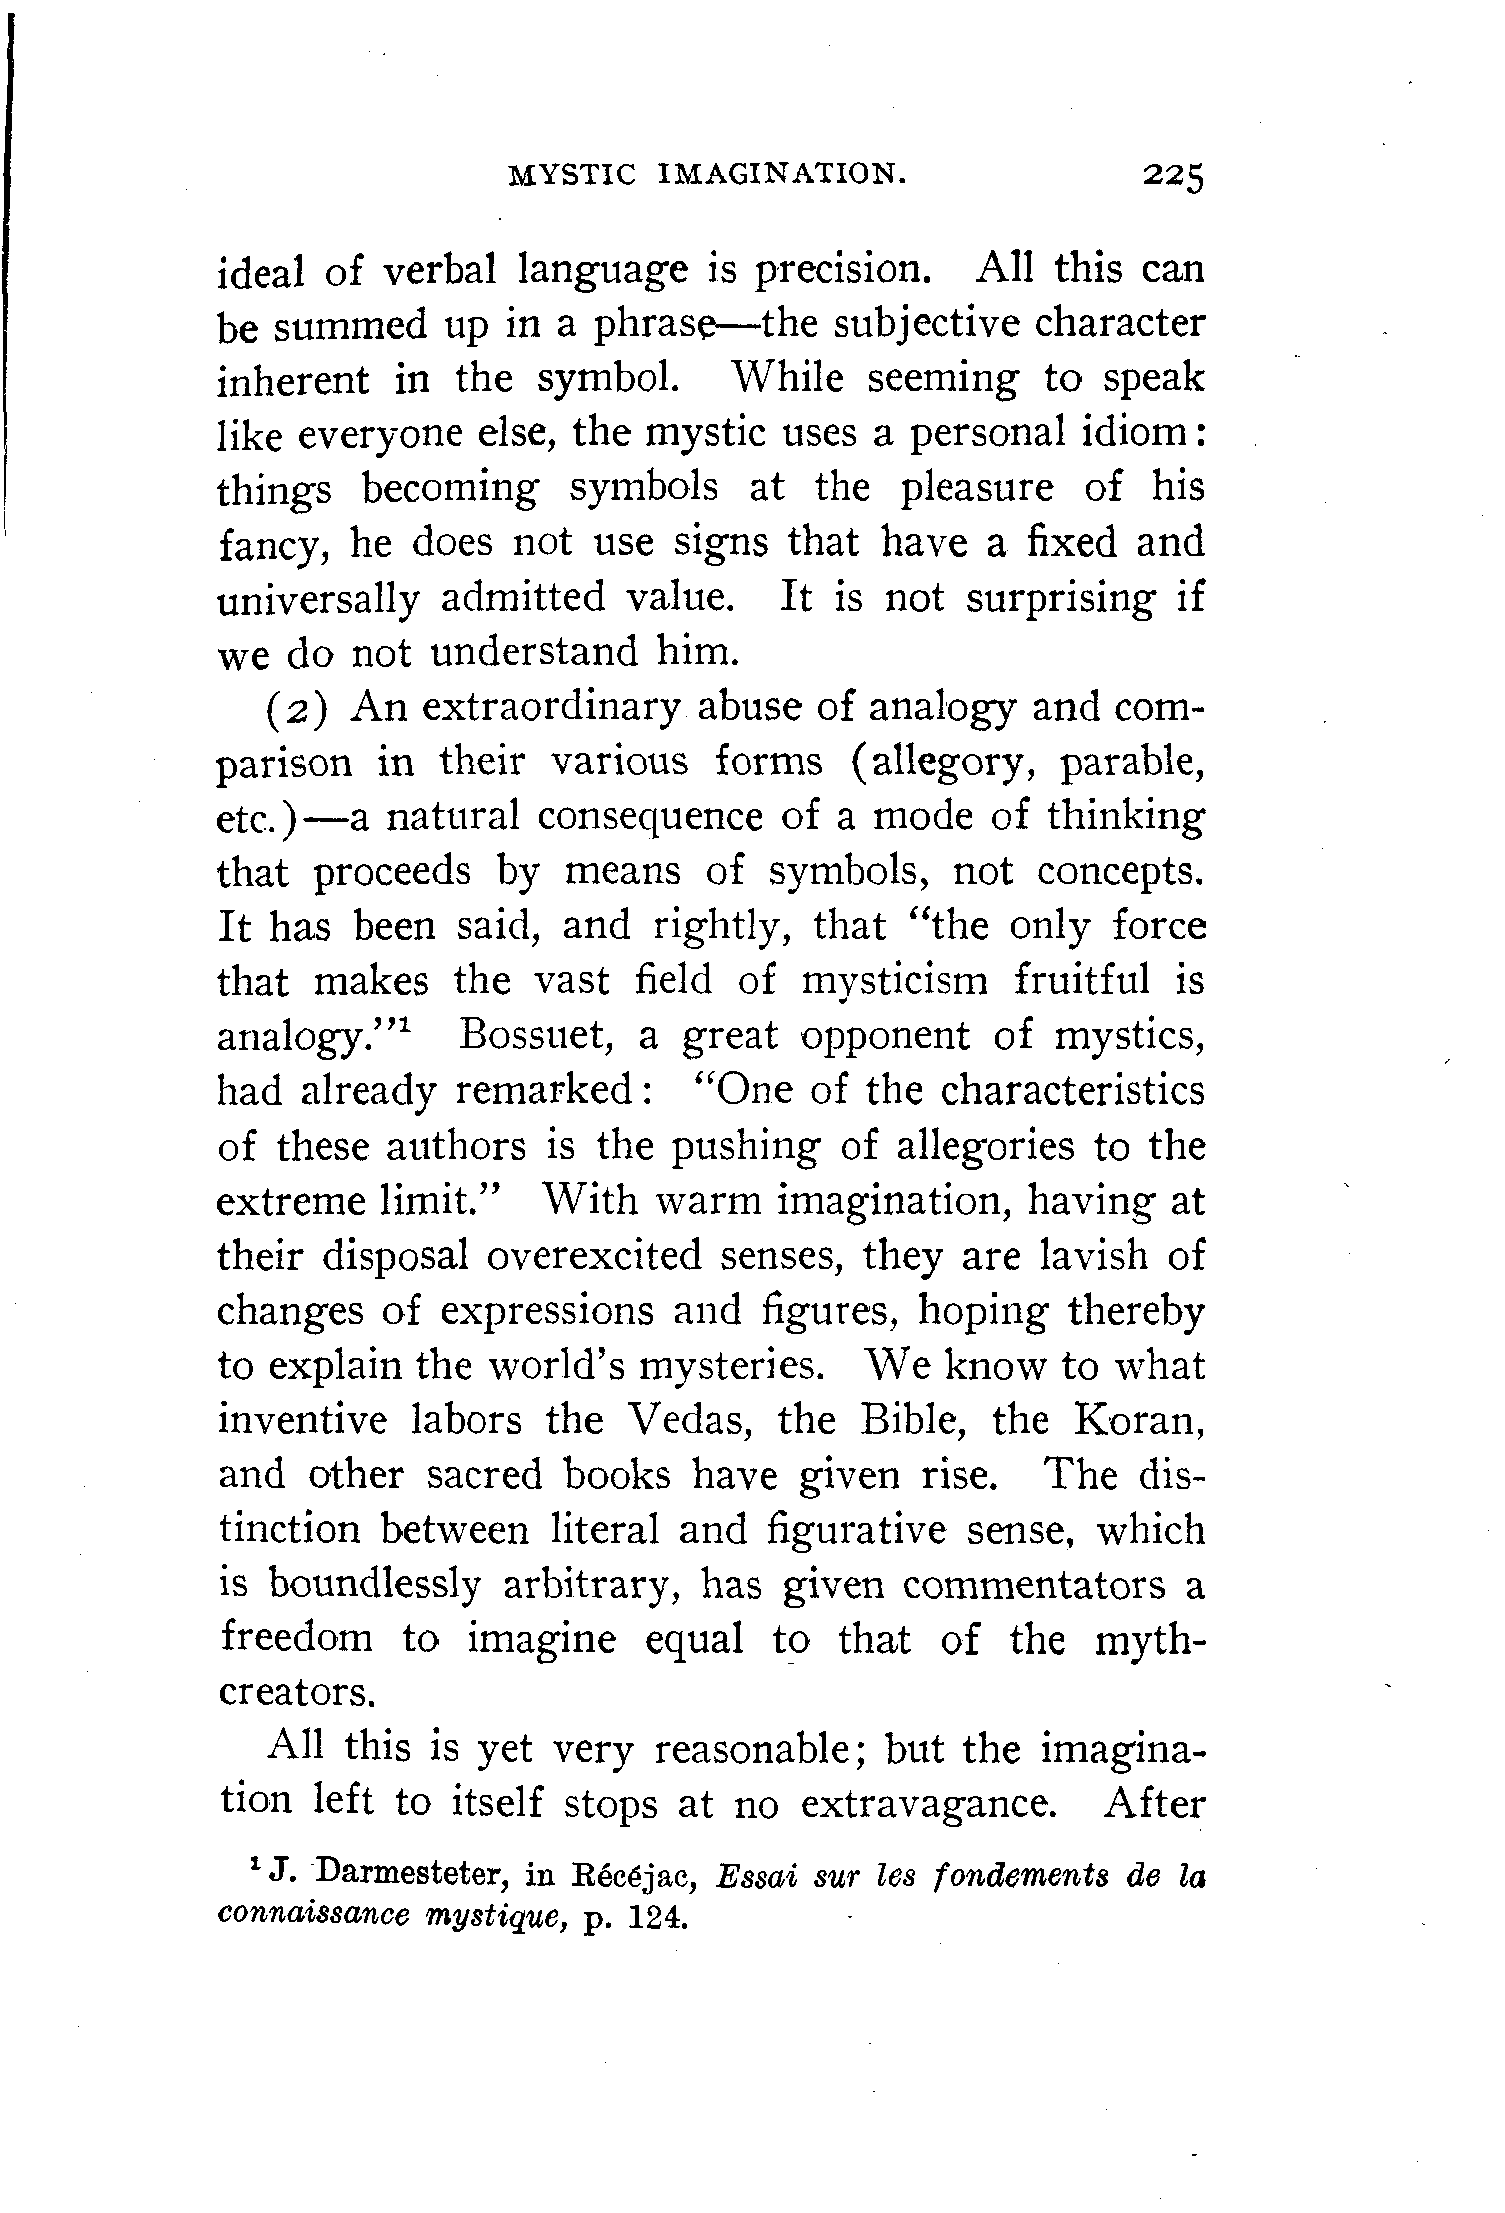 MYSTIC IMAGINATION. 225
ideal of verbal language is precision. All this can
be summed up in a phrase—the subjective character
inherent in the symbol. While seeming to speak
like everyone else, the mystic uses a personal idiom:
things becoming symbols at the pleasure of his
fancy, he does not use signs that have a fixed and
universally admitted value. It is not surprising if
we do not understand him.
(2) An extraordinary abuse of analogy and com-
parison in their various forms (allegory, parable,
etc.)—a natural consequence of a mode of thinking
that proceeds by means of symbols, not concepts.
It has been said, and rightly, that "the only force
that makes the vast field of mysticism fruitful is
analogy."¹ Bossuet, a great opponent of mystics,
had already remarked: "One of the characteristics
of these authors is the pushing of allegories to the
extreme limit." With warm imagination, having at
their disposal overexcited senses, they are lavish of
changes of expressions and figures, hoping thereby
to explain the world's mysteries. We know to what
inventive labors the Vedas, the Bible, the Koran,
and other sacred books have given rise. The dis-
tinction between literal and figurative sense, which
is boundlessly arbitrary, has given commentators a
freedom to imagine equal to that of the myth-
creators.
All this is yet very reasonable; but the imagina-
tion left to itself stops at no extravagance. After
¹ J. Darmesteter, in Récéjac, Essai sur les fondements de la
connaissance mystique, p. 124.